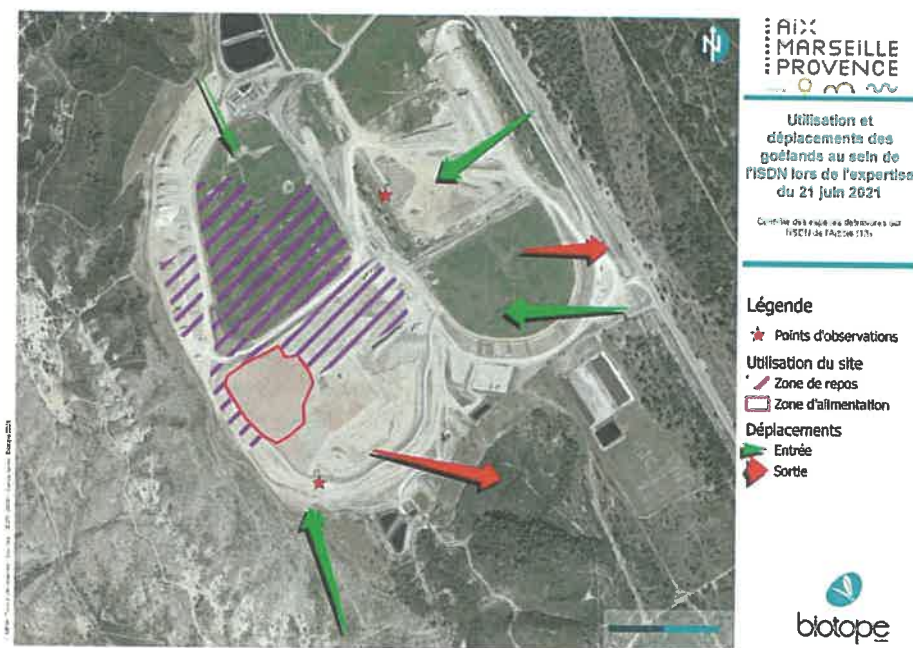 AiX
MARSEILLE
PROVENCE
Utilisation et
déplacements des
goélands au sein de
l'ISDN lors de l'expertise
du 21 juin 2021
Légende
Points d'observations
Utilisation du site
Zone de repos
Zone d'alimentation
Déplacements
Entrée
Sortie
biotope
N